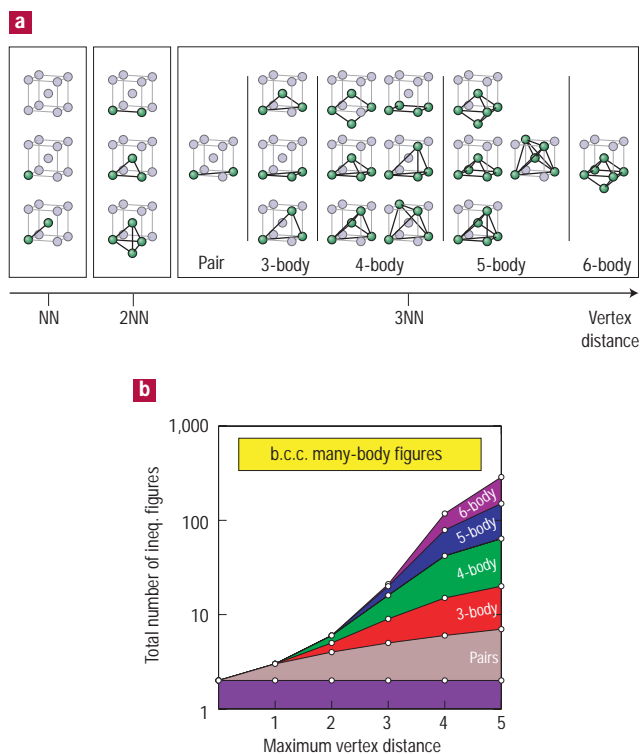 a
Pair
3-body
4-body
5-body
6-body
NN
2NN
3NN
Vertex
distance
b
b.c.c. many-body figures
Total number of ineq. figures
1,000
100
10
1
6-body
5-body
4-body
3-body
Pairs
1
2
3
4
5
Maximum vertex distance